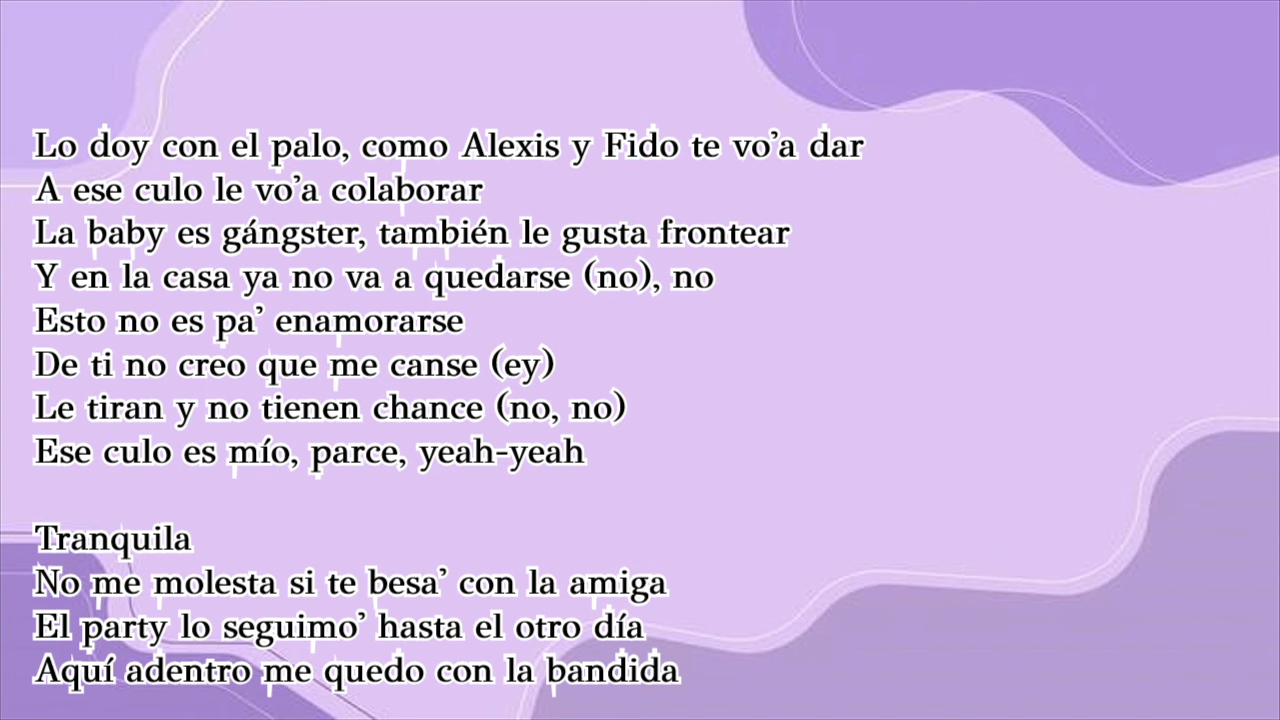 Lo doy con el palo, como Alexis y Fido te vo’a dar
A ese culo le vo’a colaborar
La baby es gángster, también le gusta frontear
Y en la casa ya no va a quedarse (no), no
Esto no es pa’ enamorarse
De ti no creo que me canse (ey)
Le tiran y no tienen chance (no, no)
Ese culo es mío, parce, yeah-yeah
Tranquila
No me molesta si te besa’ con la amiga
El party lo seguimo’ hasta el otro día
Aquí adentro me quedo con la bandida